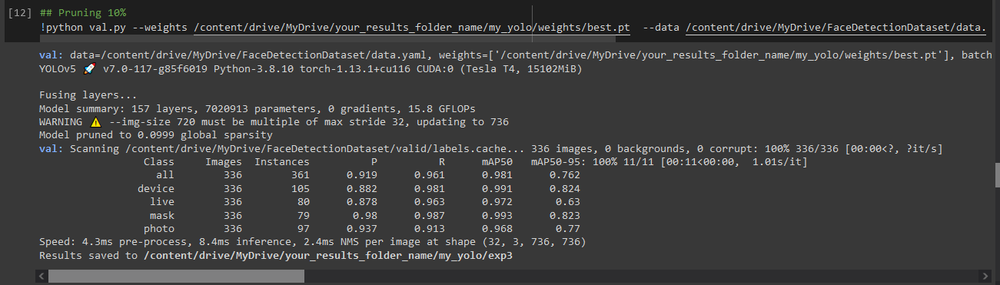 [12] ## Pruning 10%
!python val.py --weights /content/drive/MyDrive/your_results_folder_name/my_yolo/weights/best.pt --data /content/drive/MyDrive/FaceDetectionDataset/data.
val: data=/content/drive/MyDrive/FaceDetectionDataset/data.yaml, weights=['/content/drive/MyDrive/your_results_folder_name/my_yolo/weights/best.pt'], batch
YOLOv5 🚀 v7.0-117-g85f6019 Python-3.8.10 torch-1.13.1+cu116 CUDA:0 (Tesla T4, 15102MiB)
Fusing layers...
Model summary: 157 layers, 7020913 parameters, 0 gradients, 15.8 GFLOPs
WARNING ⚠️ --img-size 720 must be multiple of max stride 32, updating to 736
Model pruned to 0.0999 global sparsity
val: Scanning /content/drive/MyDrive/FaceDetectionDataset/valid/labels.cache... 336 images, 0 backgrounds, 0 corrupt: 100% 336/336 [00:00<?, ?it/s]
Class Images Instances P R mAP50 mAP50-95: 100% 11/11 [00:11<00:00, 1.01s/it]
all 336 361 0.919 0.961 0.981 0.762
device 336 105 0.882 0.981 0.991 0.824
live 336 80 0.878 0.963 0.972 0.63
mask 336 79 0.98 0.987 0.993 0.823
photo 336 97 0.937 0.913 0.968 0.77
Speed: 4.3ms pre-process, 8.4ms inference, 2.4ms NMS per image at shape (32, 3, 736, 736)
Results saved to /content/drive/MyDrive/your_results_folder_name/my_yolo/exp3